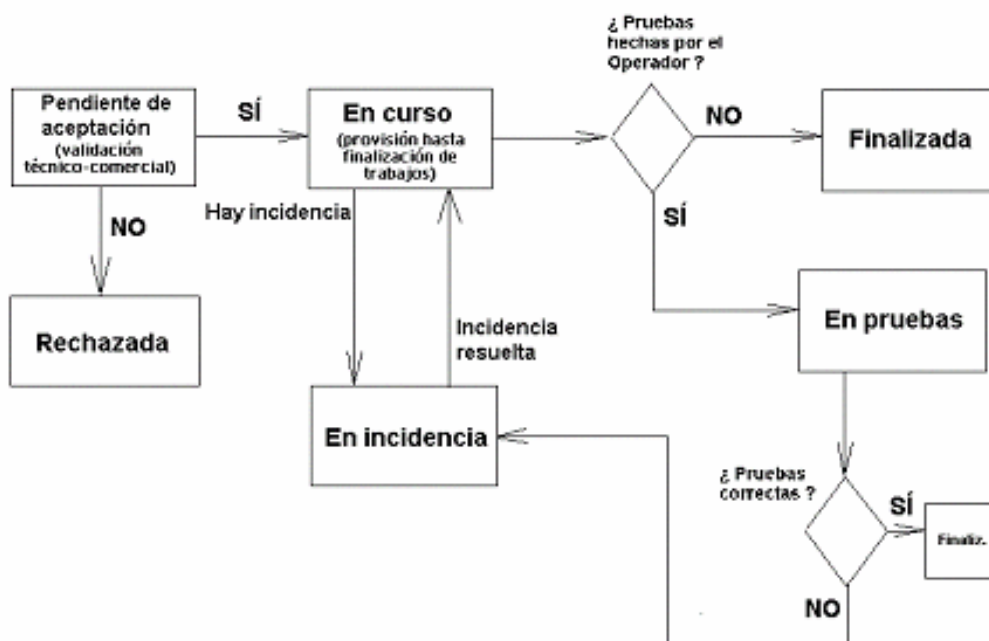 Pendiente de
aceptación
(validación
técnico-comercial)
SÍ
En curso
(provisión hasta
finalización de
trabajos)
¿ Pruebas
hechas por el
Operador ?
NO
Finalizada
NO
Hay incidencia
SÍ
Rechazada
Incidencia
resuelta
En pruebas
En incidencia
¿ Pruebas
correctas ?
SÍ
Finaliz.
NO